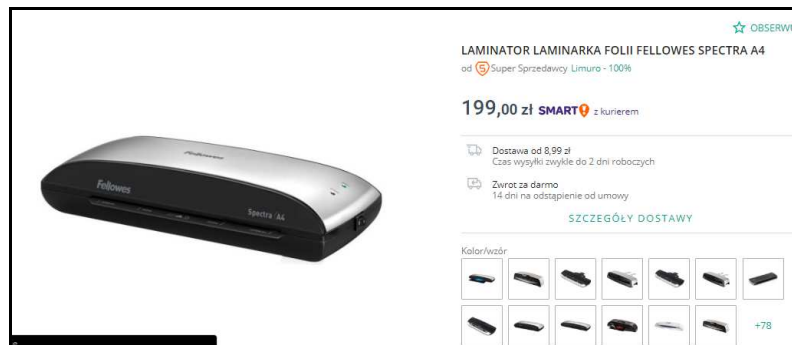 OBSERWU
LAMINATOR LAMINARKA FOLII FELLOWES SPECTRA A4
od S Super Sprzedawcy Limuro - 100%
199,00 zł SMART! z kurierem
Dostawa od 8,99 zł
Czas wysyłki zwykle do 2 dni roboczych
Zwrot za darmo
14 dni na odstąpienie od umowy
SZCZEGÓŁY DOSTAWY
Kolor/wzór
+78
Fellowes
Fellowes
Spectra A4